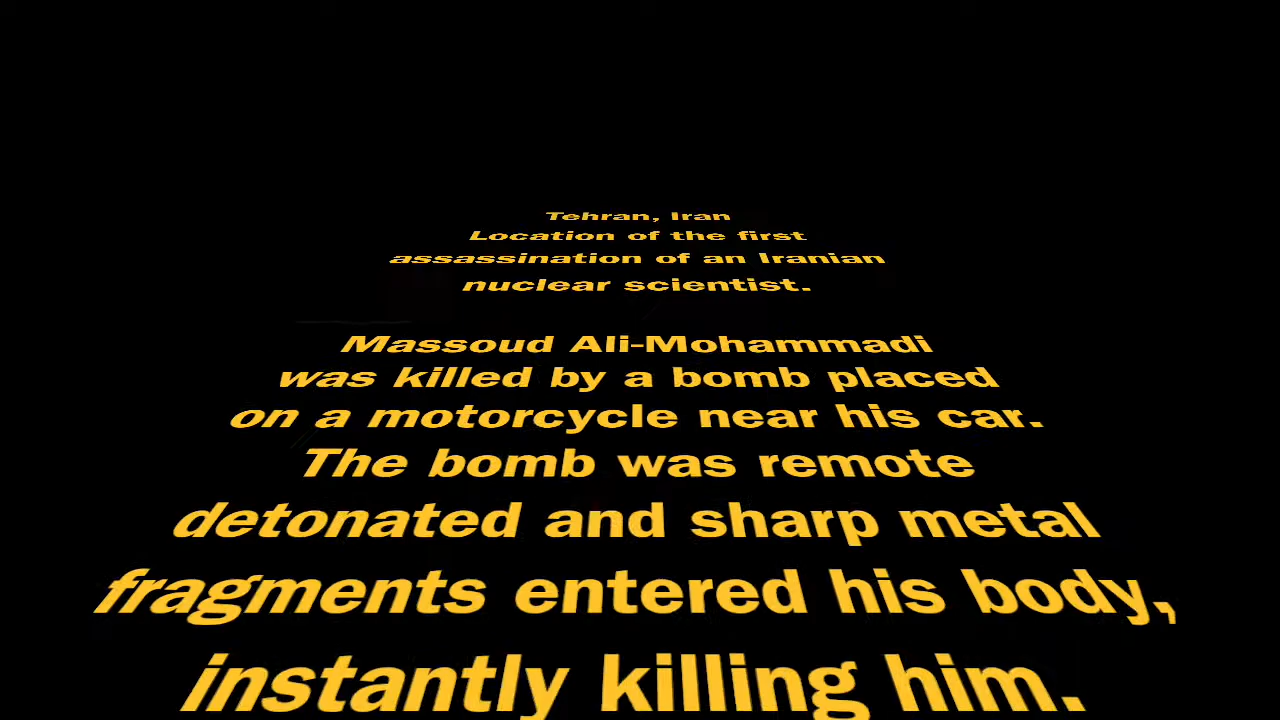 Tehran, Iran
Location of the first
assassination of an Iranian
nuclear scientist.
Massoud Ali-Mohammadi
was killed by a bomb placed
on a motorcycle near his car.
The bomb was remote
detonated and sharp metal
fragments entered his body,
instantly killing him.